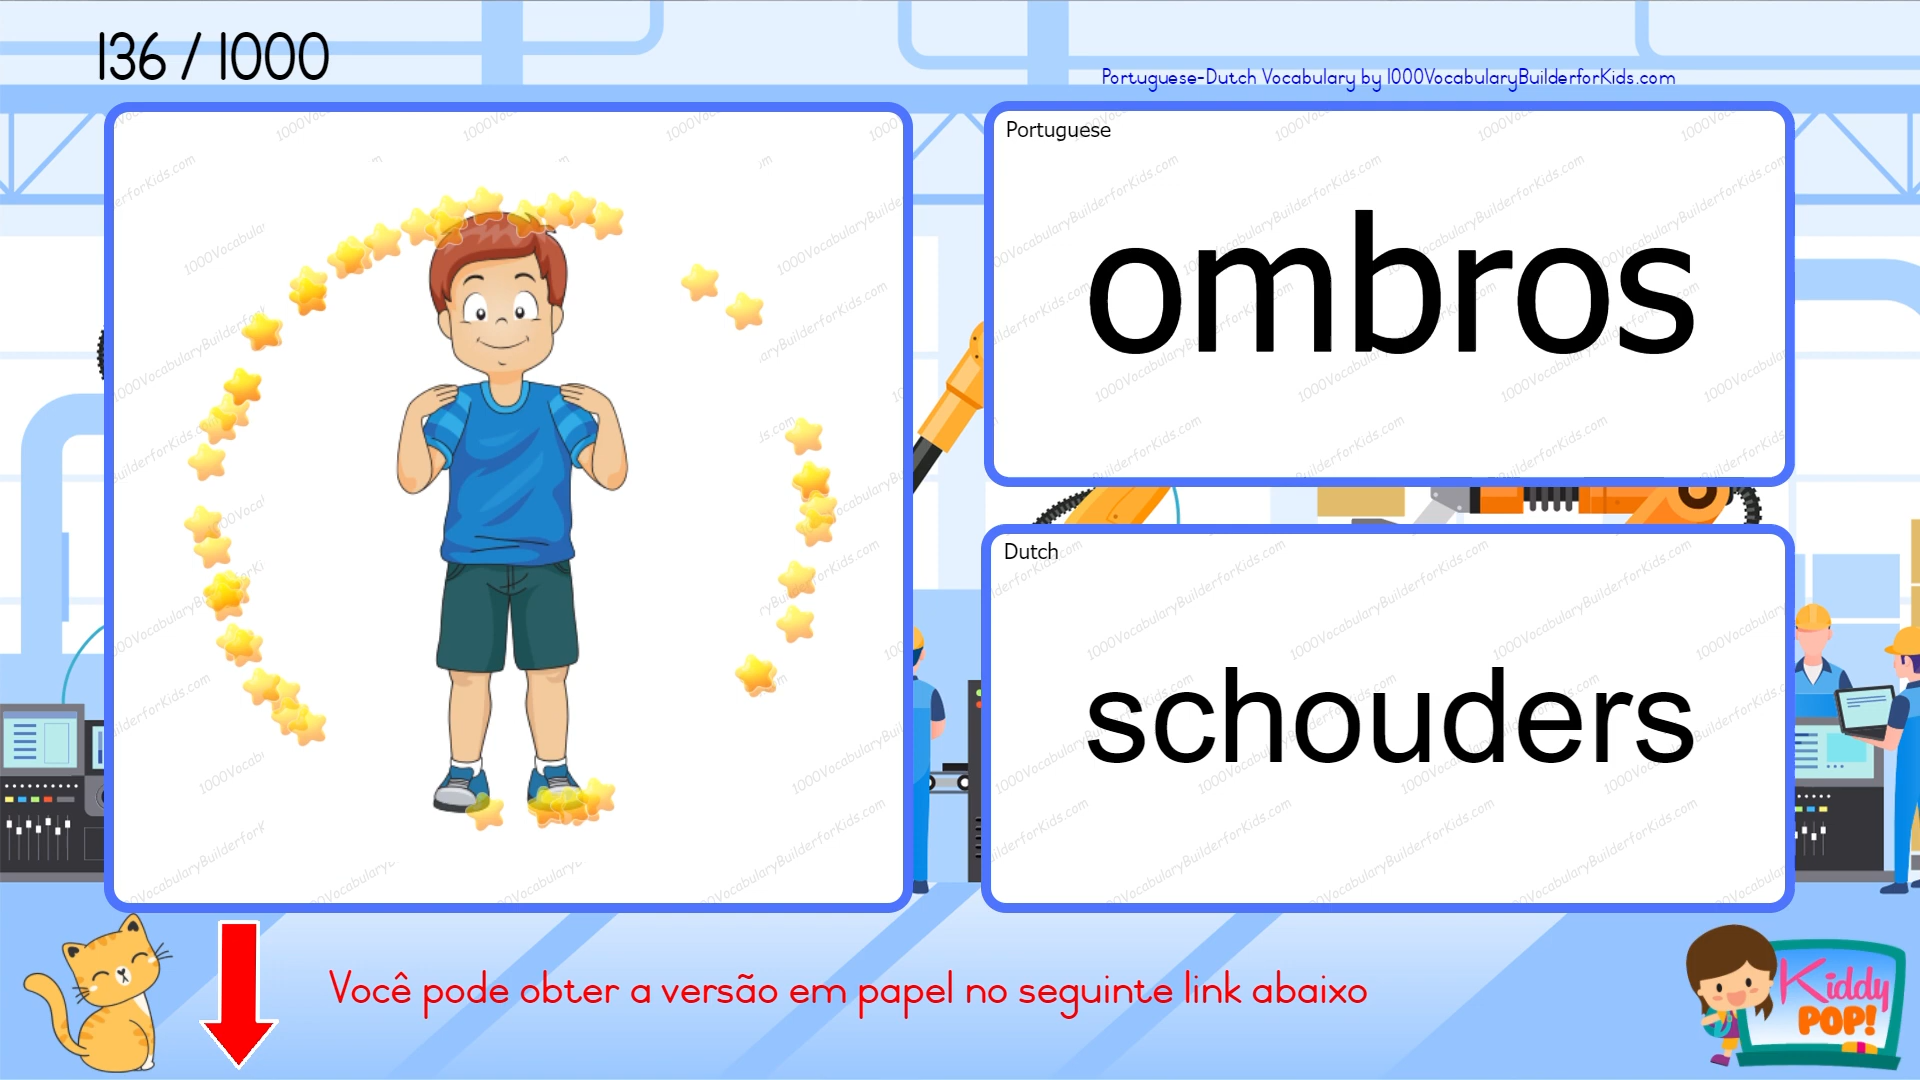 136 / 1000
Portuguese-Dutch Vocabulary by 1000VocabularyBuilderforKids.com
Portuguese
ombros
Dutch
schouders
Você pode obter a versão em papel no seguinte link abaixo
Kiddy
POP!